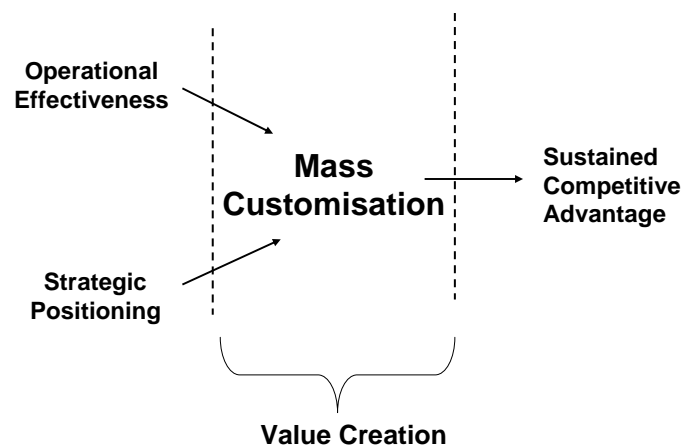 Operational
Effectiveness
Mass
Customisation
Sustained
Competitive
Advantage
Strategic
Positioning
Value Creation